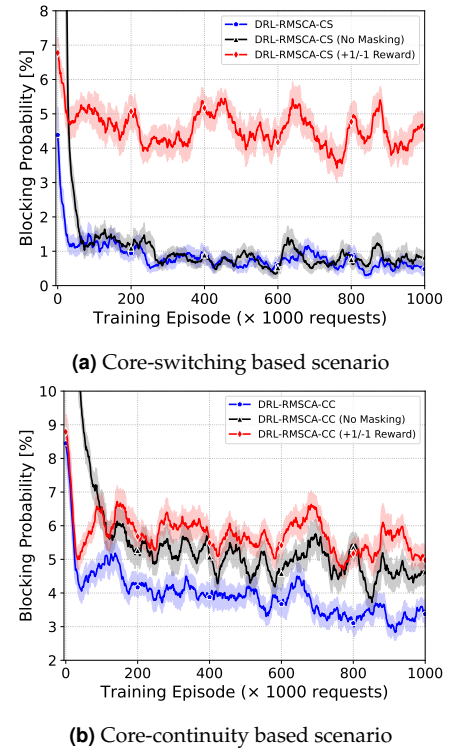 8
7
6
5
4
3
2
1
0
Blocking Probability [%]
DRL-RMSCA-CS
DRL-RMSCA-CS (No Masking)
DRL-RMSCA-CS (+1/-1 Reward)
0 200 400 600 800 1000
Training Episode (× 1000 requests)
(a) Core-switching based scenario
10
9
8
7
6
5
4
3
2
Blocking Probability [%]
DRL-RMSCA-CC
DRL-RMSCA-CC (No Masking)
DRL-RMSCA-CC (+1/-1 Reward)
0 200 400 600 800 1000
Training Episode (× 1000 requests)
(b) Core-continuity based scenario